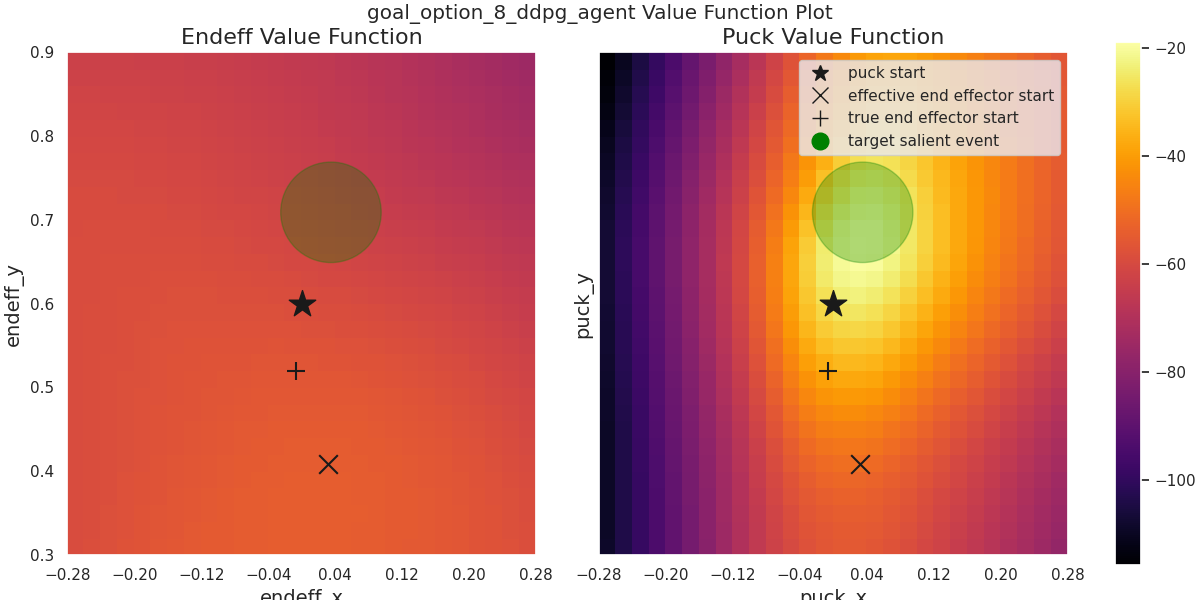 goal_option_8_ddpg_agent Value Function Plot
Endeff Value Function
Puck Value Function
0.9
0.8
0.7
0.6
0.5
0.4
0.3
endeff_y
−0.28 −0.20 −0.12 −0.04 0.04 0.12 0.20 0.28
endeff_x
puck_y
puck start
effective end effector start
true end effector start
target salient event
−0.28 −0.20 −0.12 −0.04 0.04 0.12 0.20 0.28
puck_x
−20
−40
−60
−80
−100